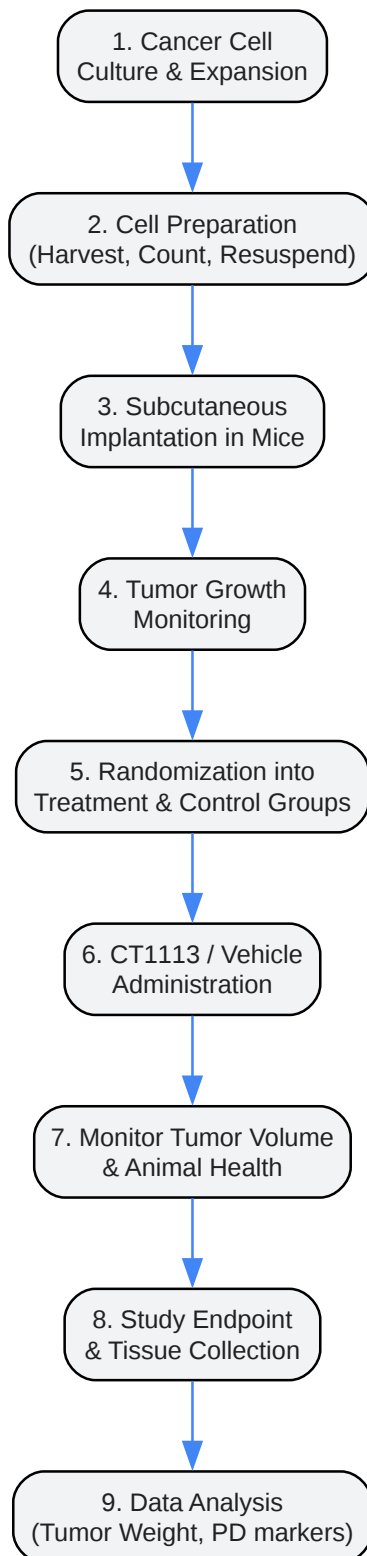 1. Cancer Cell
Culture & Expansion
2. Cell Preparation
(Harvest, Count, Resuspend)
3. Subcutaneous
Implantation in Mice
4. Tumor Growth
Monitoring
5. Randomization into
Treatment & Control Groups
6. CT1113 / Vehicle
Administration
7. Monitor Tumor Volume
& Animal Health
8. Study Endpoint
& Tissue Collection
9. Data Analysis
(Tumor Weight, PD markers)